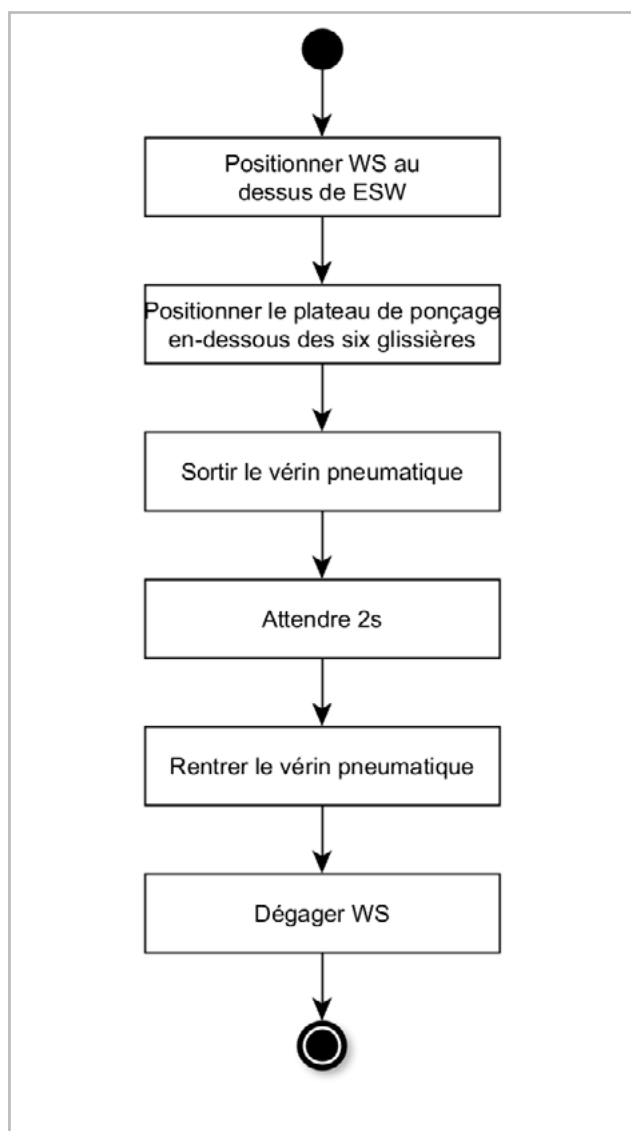 Positionner WS au
dessus de ESW
Positionner le plateau de ponçage
en-dessous des six glissières
Sortir le vérin pneumatique
Attendre 2s
Rentrer le vérin pneumatique
Dégager WS